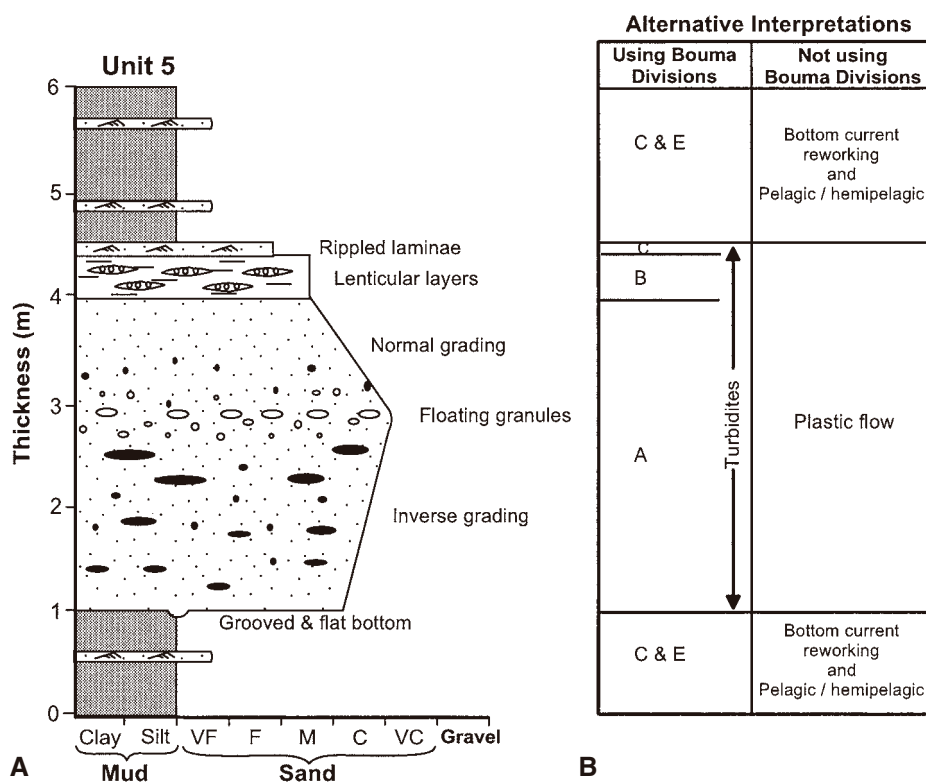 Unit 5
6
5
4
3
2
1
0
Thickness (m)
Rippled laminae
Lenticular layers
Normal grading
Floating granules
Inverse grading
Grooved & flat bottom
Clay Silt VF F M C VC Gravel
Mud Sand
A
Alternative Interpretations
Using Bouma
Divisions
Not using
Bouma Divisions
C & E
Bottom current
reworking
and
Pelagic / hemipelagic
C
B
A
Turbidites
Plastic flow
C & E
Bottom current
reworking
and
Pelagic / hemipelagic
B